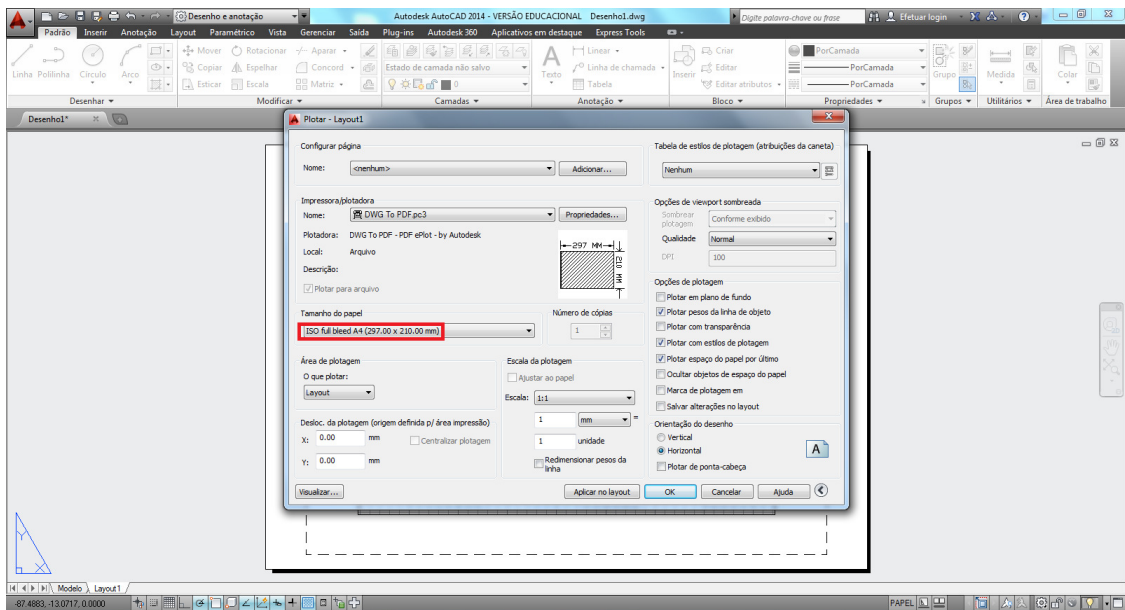 Desenho e anotação
Autodesk AutoCAD 2014 - VERSÃO EDUCACIONAL Desenho1.dwg
Digite palavra-chave ou frase
Efetuar login
Padrão Inserir Anotação Layout Paramétrico Vista Gerenciar Saída Plug-ins Autodesk 360 Aplicativos em destaque Express Tools
Linha Polilinha Círculo Arco
Mover Rotacionar Aparar
Copiar Espelhar Concord
Esticar Escala Matriz
Estado de camada não salvo
0
Texto
Linear
Linha de chamada
Tabela
Inserir
Criar
Editar
Editar atributos
PorCamada
PorCamada
PorCamada
Grupo
Medida
Colar
Desenhar Modificar Camadas Anotação Bloco Propriedades Grupos Utilitários Área de trabalho
Desenho1*
Plotar - Layout1
Configurar página
Nome: <nenhum> Adicionar...
Tabela de estilos de plotagem (atribuições da caneta)
Nenhum
Impressora/plotadora
Nome: DWG To PDF.pc3 Propriedades...
Plotadora: DWG To PDF - PDF ePlot - by Autodesk
Local: Arquivo
Descrição:
Plotar para arquivo
297 MM
210 MM
Opções de viewport sombreada
Sombrear plotagem Conforme exibido
Qualidade Normal
DPI 100
Tamanho do papel
ISO full bleed A4 (297.00 x 210.00 mm)
Número de cópias
1
Opções de plotagem
Plotar em plano de fundo
Plotar pesos da linha de objeto
Plotar com transparência
Plotar com estilos de plotagem
Plotar espaço do papel por último
Ocultar objetos de espaço do papel
Marca de plotagem em
Salvar alterações no layout
Área de plotagem
O que plotar:
Layout
Escala da plotagem
Ajustar ao papel
Escala: 1:1
1 mm =
1 unidade
Redimensionar pesos da linha
Desloc. da plotagem (origem definida p/ área impressão)
X: 0.00 mm Centralizar plotagem
Y: 0.00 mm
Orientação do desenho
Vertical
Horizontal
Plotar de ponta-cabeça
A
Visualizar... Aplicar no layout OK Cancelar Ajuda
Y
X
Modelo Layout1
-87.4883, -13.0717, 0.0000
PAPEL